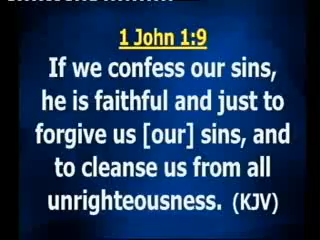 1 John 1:9
If we confess our sins,
he is faithful and just to
forgive us [our] sins, and
to cleanse us from all
unrighteousness. (KJV)